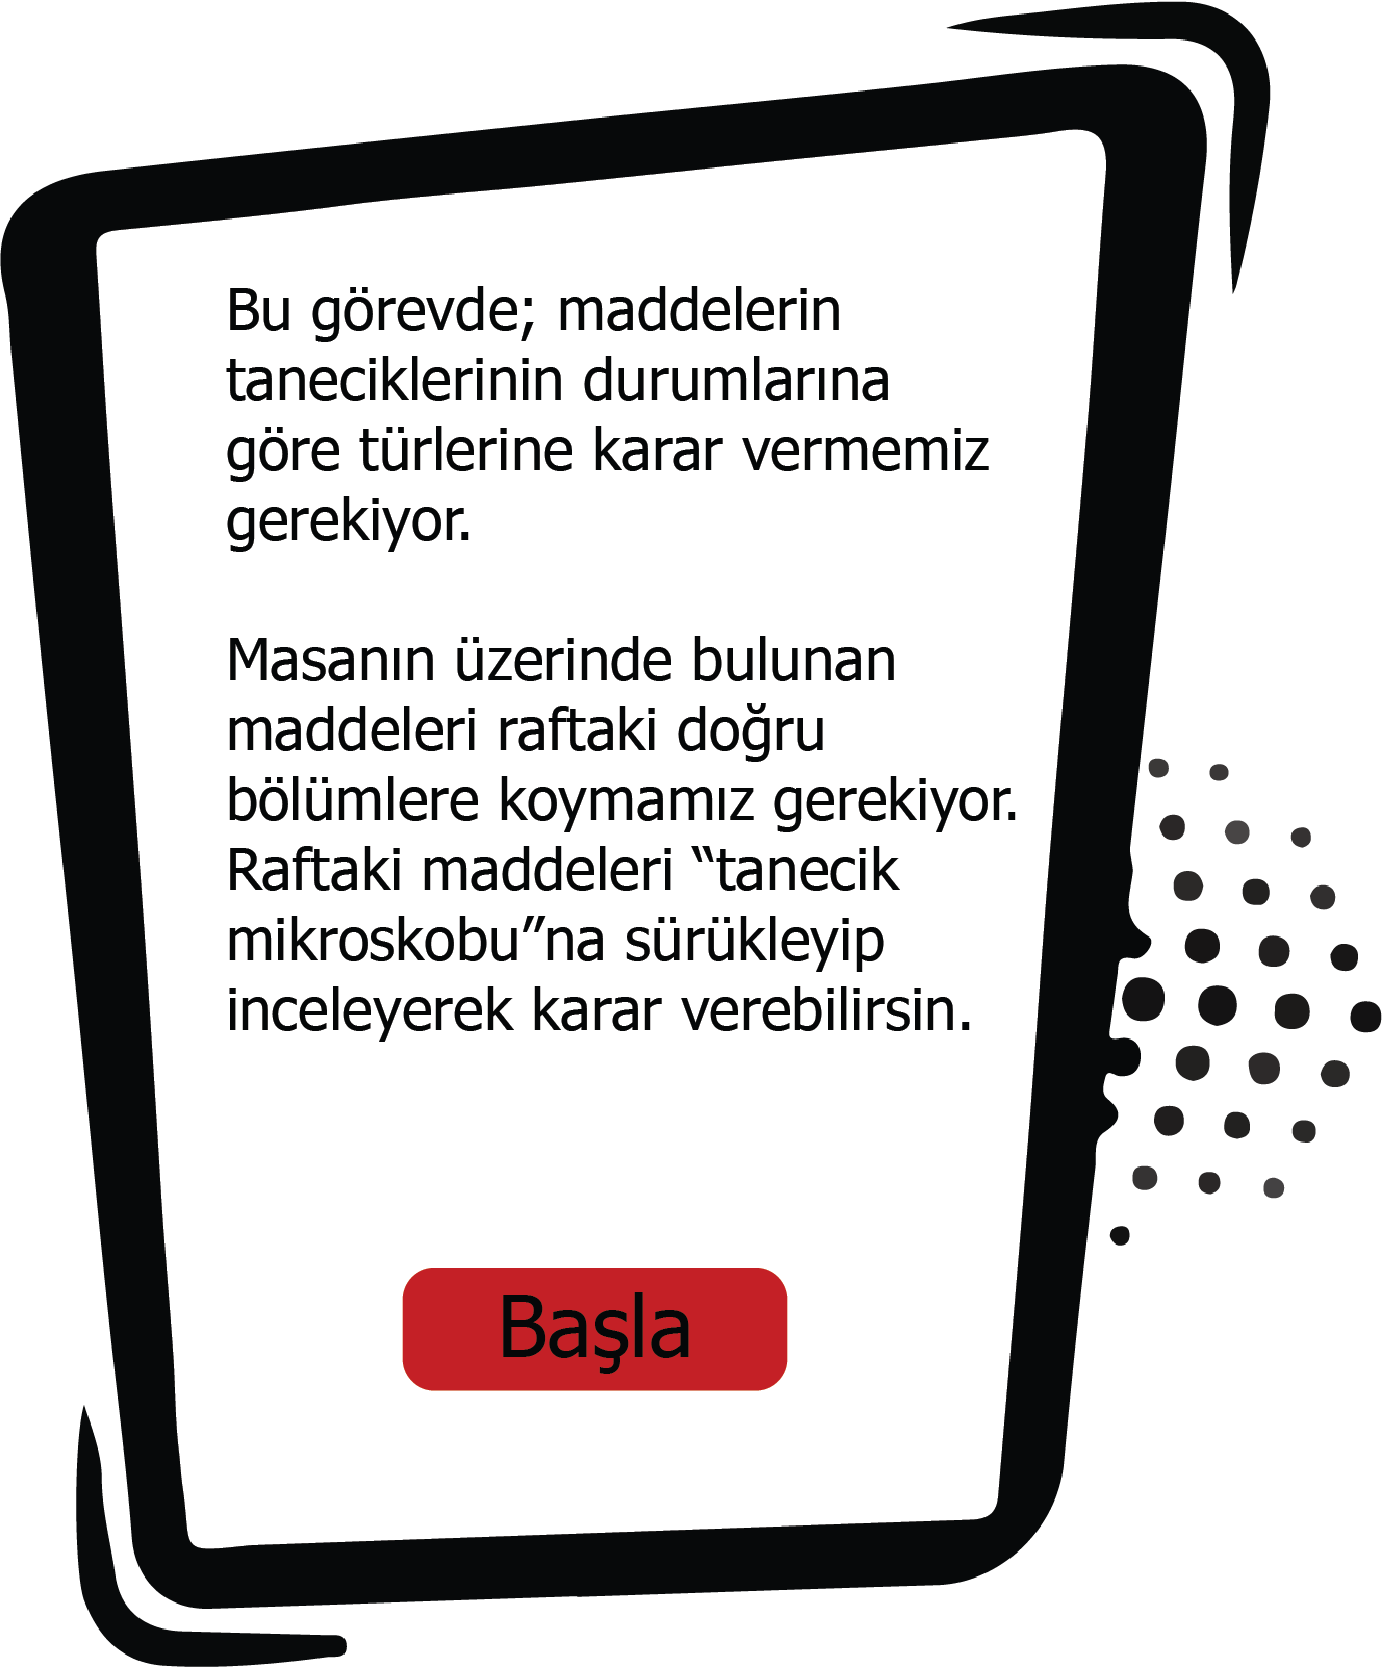 Bu görevde; maddelerin
taneciklerinin durumlarına
göre türlerine karar vermemiz
gerekiyor.
Masanın üzerinde bulunan
maddeleri raftaki doğru
bölümlere koymamız gerekiyor.
Raftaki maddeleri “tanecik
mikroskobu”na sürükleyip
inceleyerek karar verebilirsin.
Başla